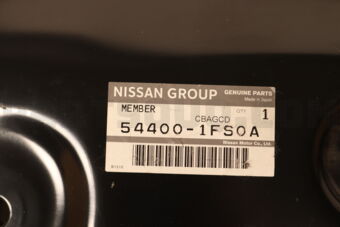 NISSAN GROUP GENUINE PARTS
Made in Japan
MEMBER QTY 1
CBAGCD
54400-1FS0A
Nissan Motor Co., Ltd.